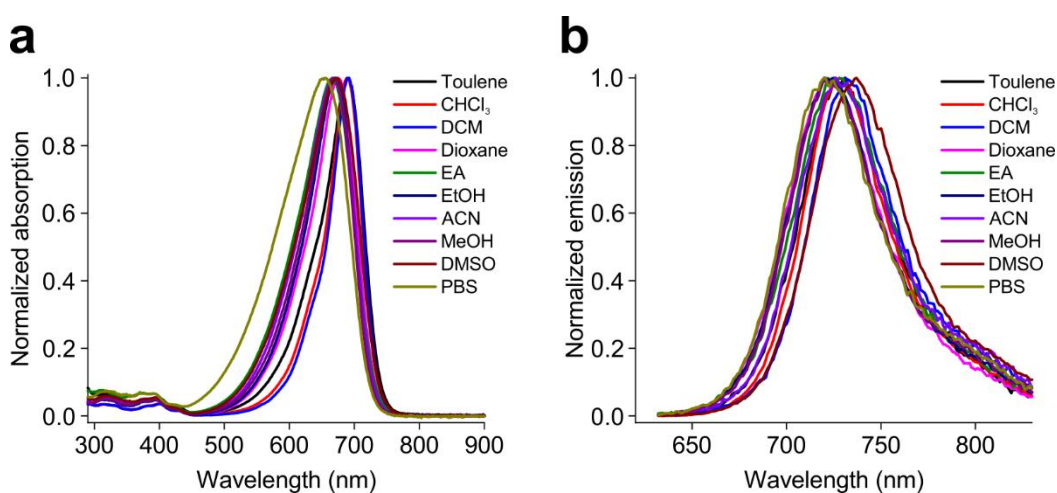 a
Normalized absorption
1.0
0.8
0.6
0.4
0.2
0.0
300 400 500 600 700 800 900
Wavelength (nm)
Toulene
CHCl₃
DCM
Dioxane
EA
EtOH
ACN
MeOH
DMSO
PBS
b
Normalized emission
1.0
0.8
0.6
0.4
0.2
0.0
650 700 750 800
Wavelength (nm)
Toulene
CHCl₃
DCM
Dioxane
EA
EtOH
ACN
MeOH
DMSO
PBS